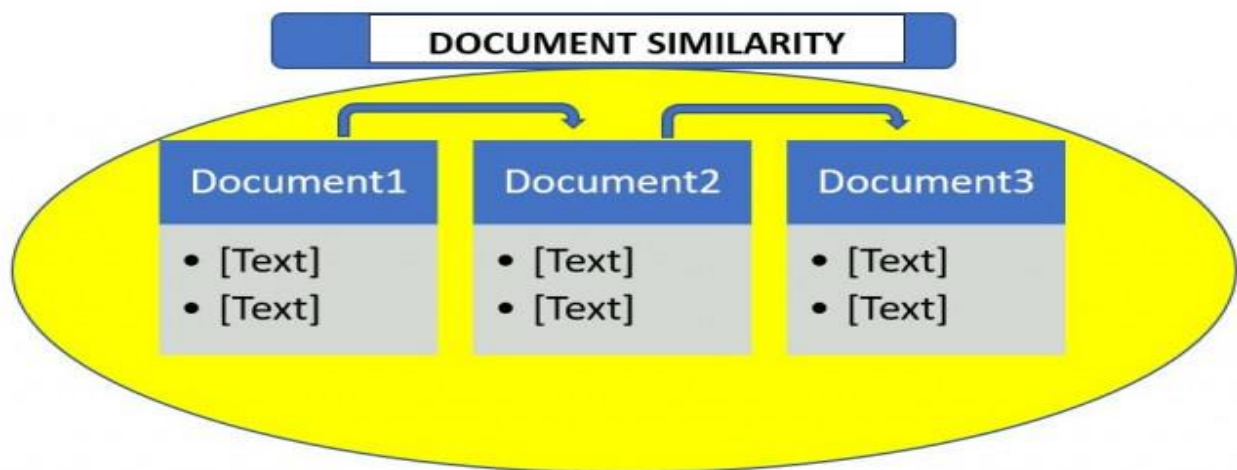 DOCUMENT SIMILARITY
Document1
• [Text]
• [Text]
Document2
• [Text]
• [Text]
Document3
• [Text]
• [Text]